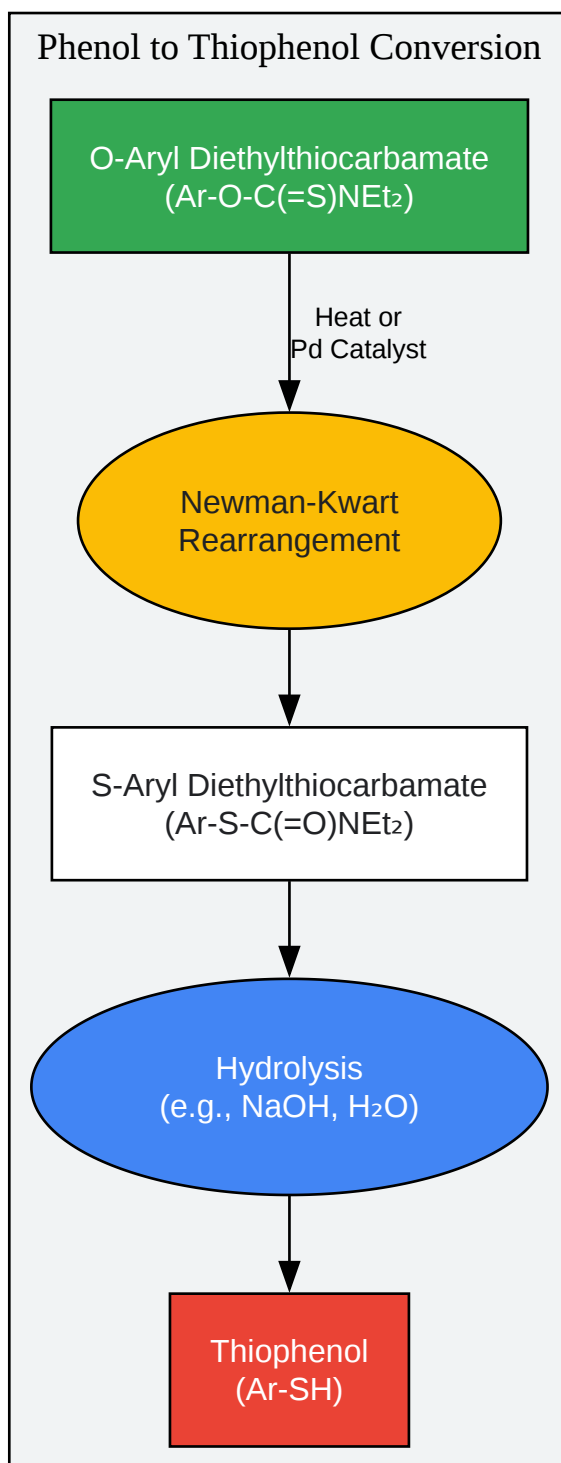 Phenol to Thiophenol Conversion
O-Aryl Diethylthiocarbamate
(Ar-O-C(=S)NEt₂)
Heat or
Pd Catalyst
Newman-Kwart
Rearrangement
S-Aryl Diethylthiocarbamate
(Ar-S-C(=O)NEt₂)
Hydrolysis
(e.g., NaOH, H₂O)
Thiophenol
(Ar-SH)